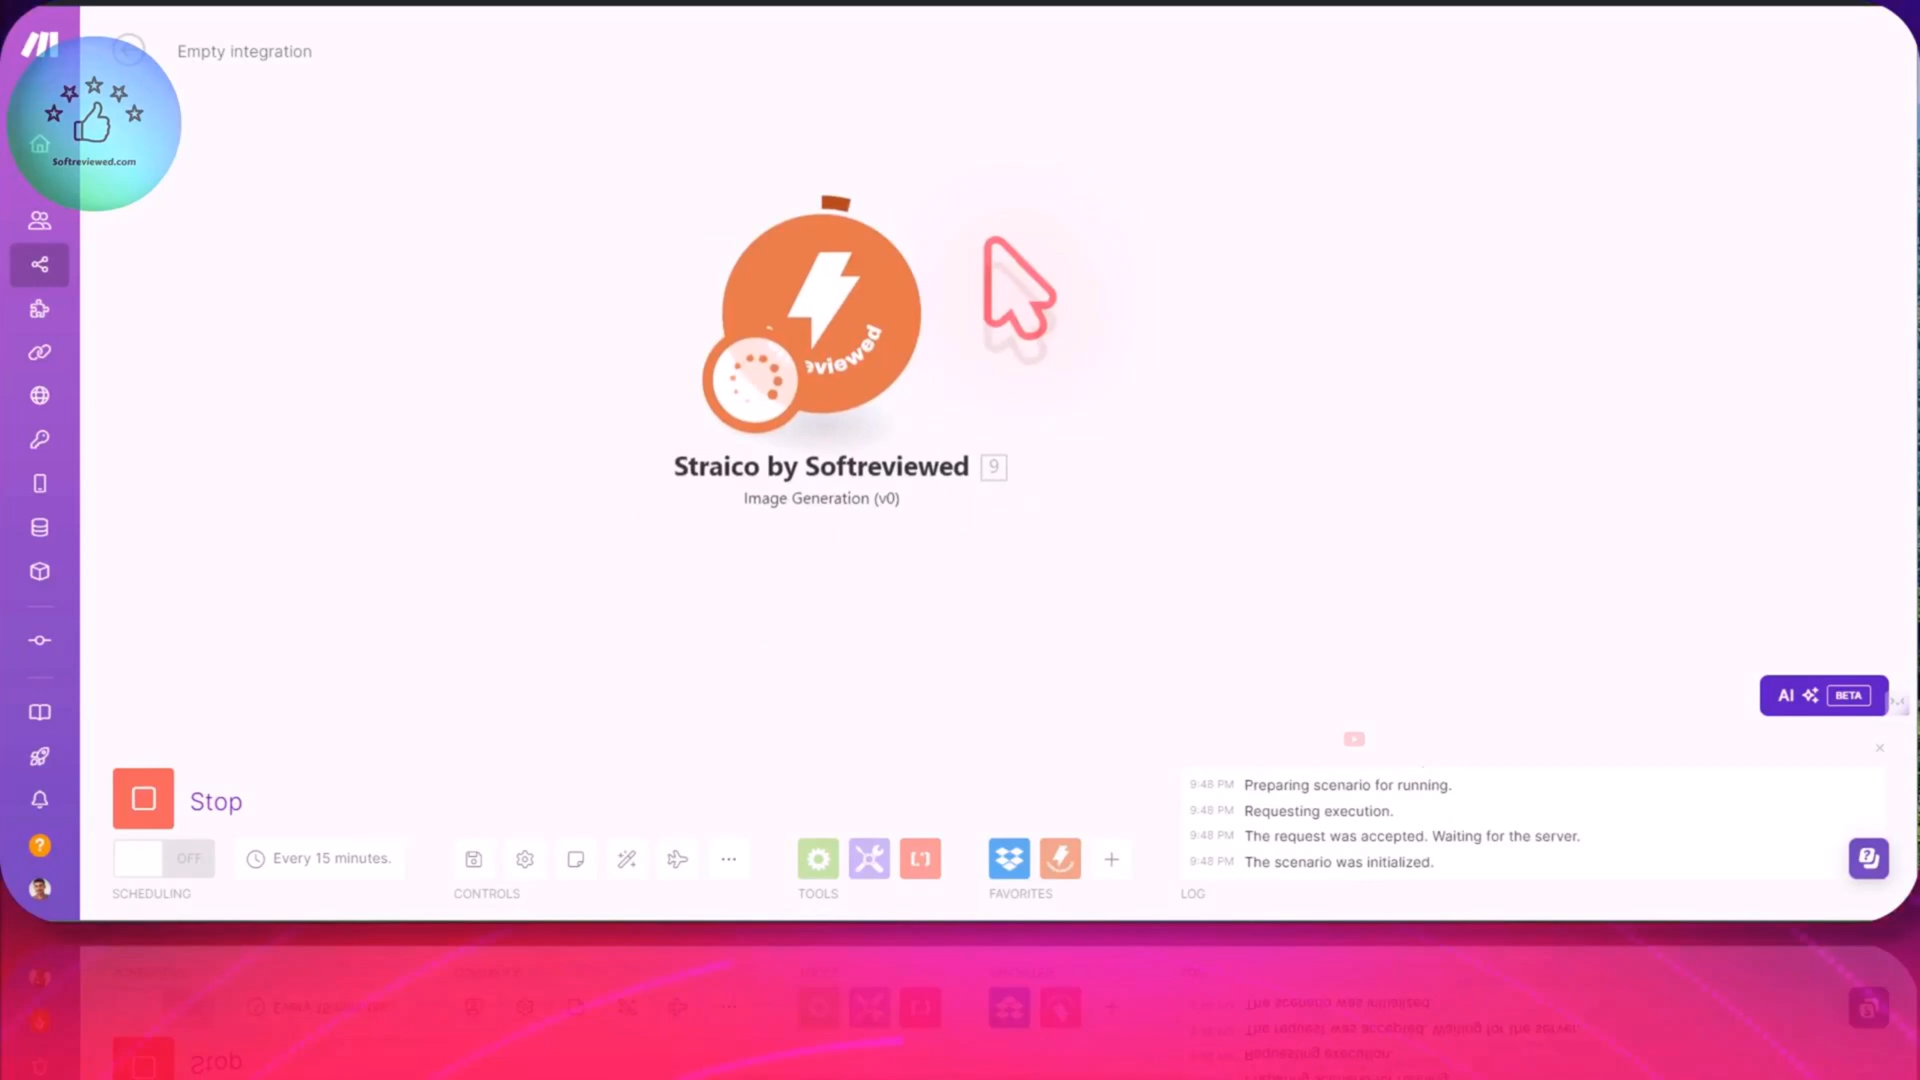 Empty integration
Softreviewed.com
eviewed
Straico by Softreviewed 9
Image Generation (v0)
AI BETA
Stop
9:48 PM Preparing scenario for running.
9:48 PM Requesting execution.
9:48 PM The request was accepted. Waiting for the server.
9:48 PM The scenario was initialized.
OFF
Every 15 minutes.
SCHEDULING
CONTROLS
TOOLS
FAVORITES
LOG
Stop